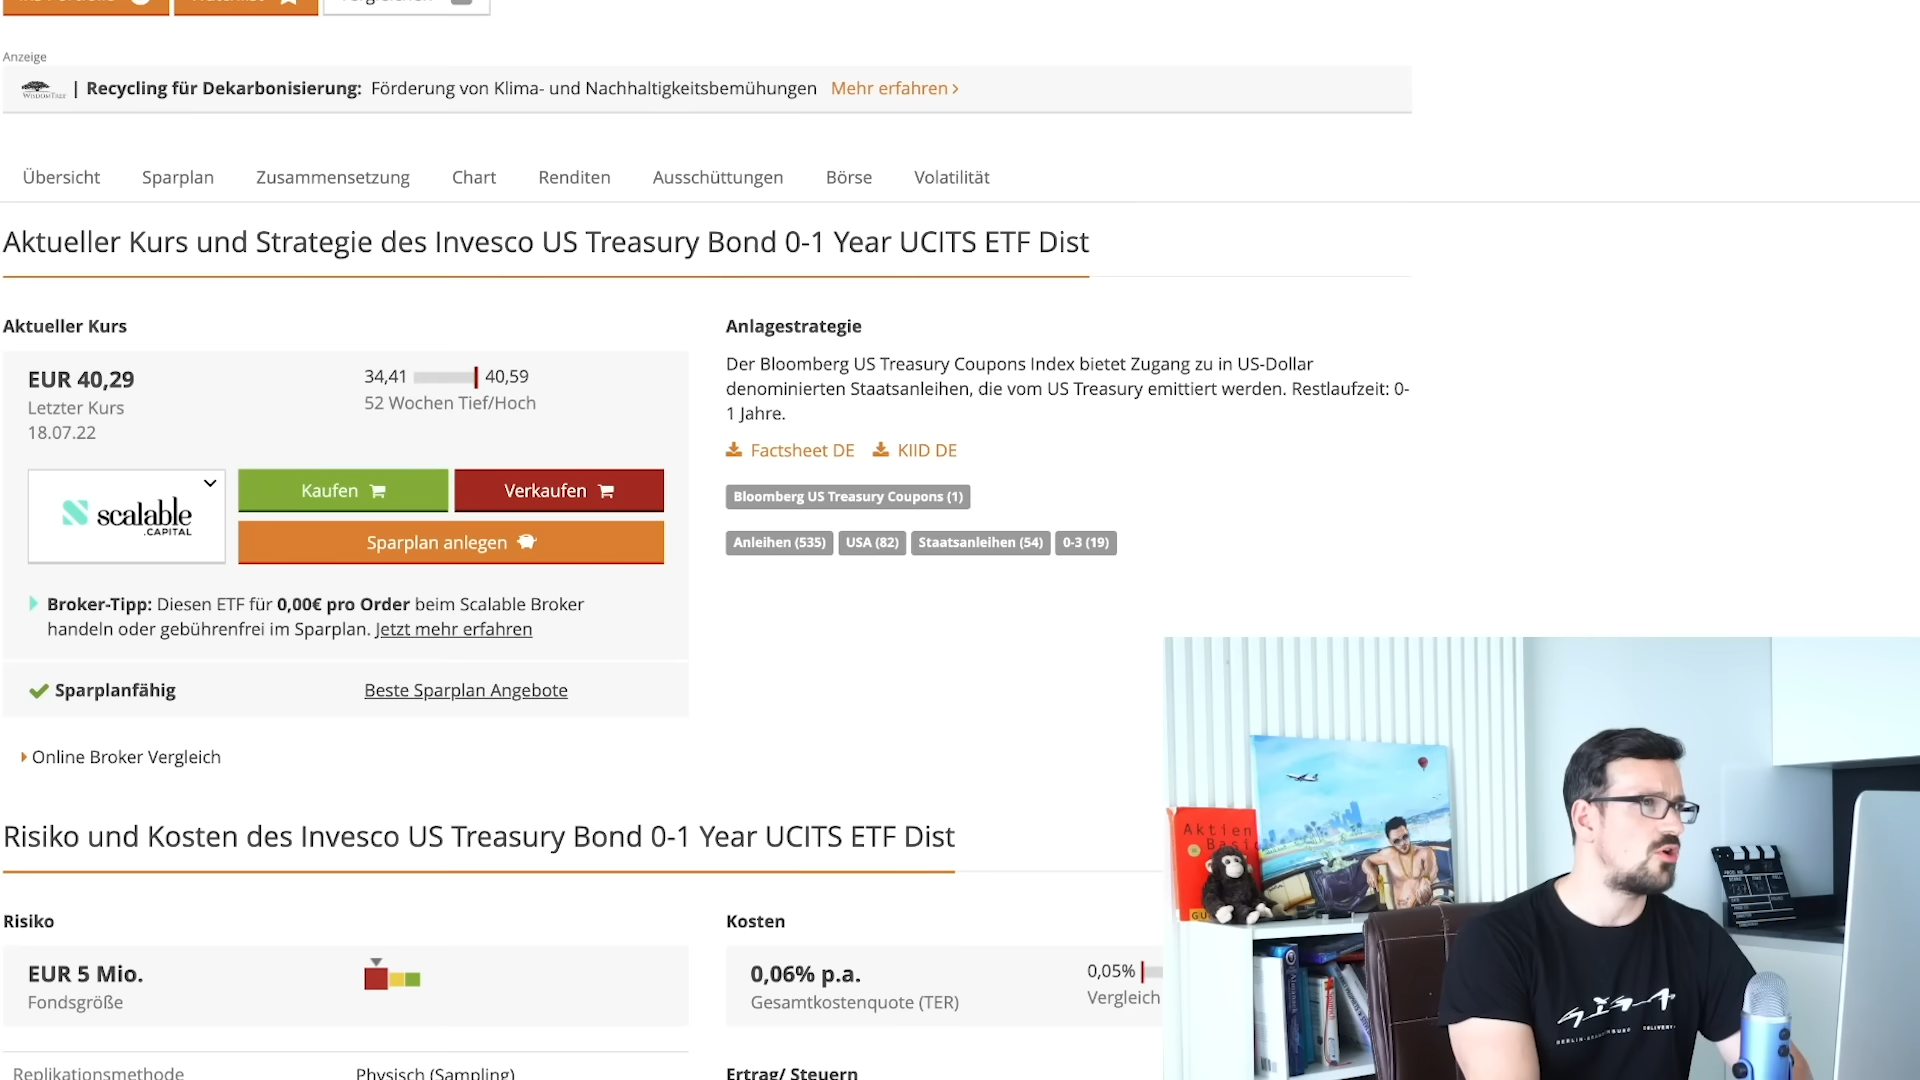 Vergleichen
Anzeige
WISDOMTREE | Recycling für Dekarbonisierung: Förderung von Klima- und Nachhaltigkeitsbemühungen Mehr erfahren ›
Übersicht Sparplan Zusammensetzung Chart Renditen Ausschüttungen Börse Volatilität
Aktueller Kurs und Strategie des Invesco US Treasury Bond 0-1 Year UCITS ETF Dist
Aktueller Kurs
EUR 40,29
Letzter Kurs
18.07.22
34,41 40,59
52 Wochen Tief/Hoch
scalable
.CAPITAL
Kaufen
Verkaufen
Sparplan anlegen
Broker-Tipp: Diesen ETF für 0,00€ pro Order beim Scalable Broker
handeln oder gebührenfrei im Sparplan. Jetzt mehr erfahren
Sparplanfähig
Beste Sparplan Angebote
Online Broker Vergleich
Anlagestrategie
Der Bloomberg US Treasury Coupons Index bietet Zugang zu in US-Dollar
denominierten Staatsanleihen, die vom US Treasury emittiert werden. Restlaufzeit: 0-
1 Jahre.
Factsheet DE KIID DE
Bloomberg US Treasury Coupons (1)
Anleihen (535) USA (82) Staatsanleihen (54) 0-3 (19)
Risiko und Kosten des Invesco US Treasury Bond 0-1 Year UCITS ETF Dist
Risiko
EUR 5 Mio.
Fondsgröße
Replikationsmethode Physisch (Sampling)
Kosten
0,06% p.a.
Gesamtkostenquote (TER)
0,05%
Vergleich
Ertrag/ Steuern
Aktien
GU